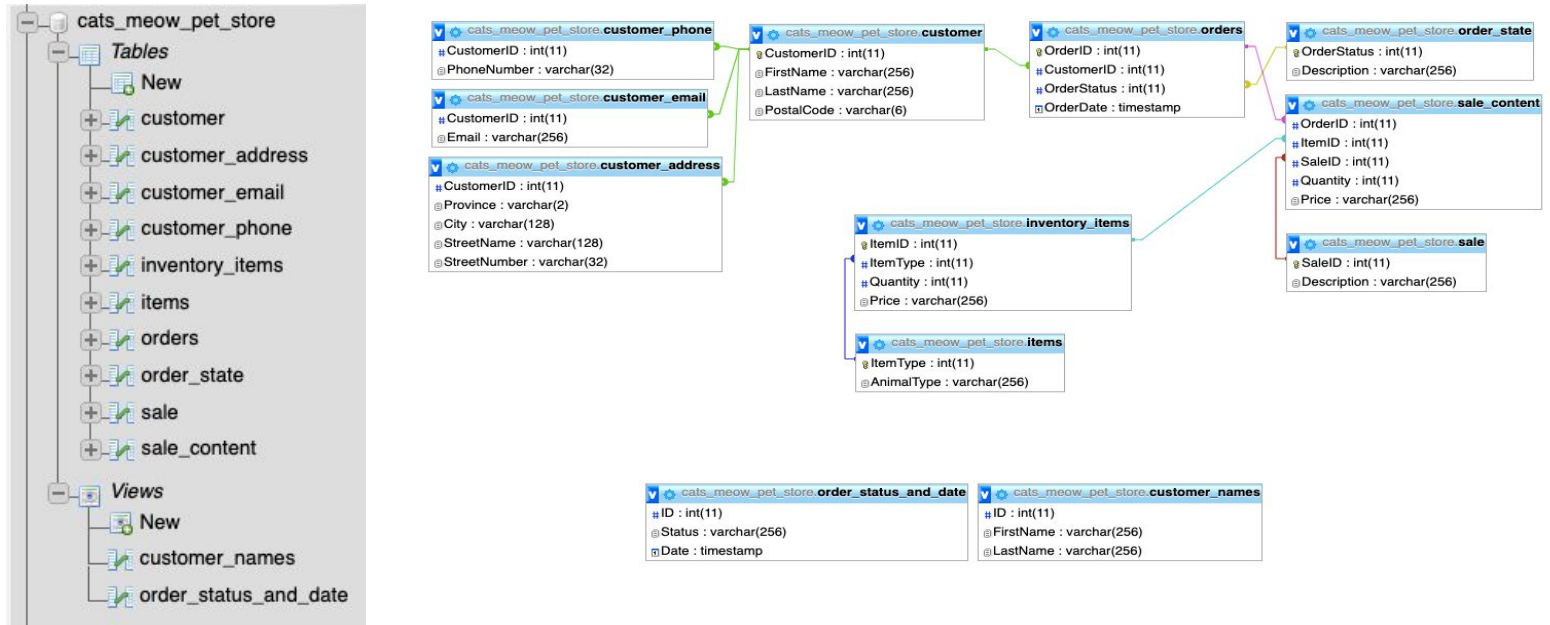 cats_meow_pet_store
Tables
New
customer
customer_address
customer_email
customer_phone
inventory_items
items
orders
order_state
sale
sale_content
Views
New
customer_names
order_status_and_date
cats_meow_pet_store.customer_phone
CustomerID : int(11)
PhoneNumber : varchar(32)
cats_meow_pet_store.customer_email
CustomerID : int(11)
Email : varchar(256)
cats_meow_pet_store.customer_address
CustomerID : int(11)
Province : varchar(2)
City : varchar(128)
StreetName : varchar(128)
StreetNumber : varchar(32)
cats_meow_pet_store.customer
CustomerID : int(11)
FirstName : varchar(256)
LastName : varchar(256)
PostalCode : varchar(6)
cats_meow_pet_store.orders
OrderID : int(11)
CustomerID : int(11)
OrderStatus : int(11)
OrderDate : timestamp
cats_meow_pet_store.order_state
OrderStatus : int(11)
Description : varchar(256)
cats_meow_pet_store.sale_content
OrderID : int(11)
ItemID : int(11)
SaleID : int(11)
Quantity : int(11)
Price : varchar(256)
cats_meow_pet_store.inventory_items
ItemID : int(11)
ItemType : int(11)
Quantity : int(11)
Price : varchar(256)
cats_meow_pet_store.sale
SaleID : int(11)
Description : varchar(256)
cats_meow_pet_store.items
ItemType : int(11)
AnimalType : varchar(256)
cats_meow_pet_store.order_status_and_date
ID : int(11)
Status : varchar(256)
Date : timestamp
cats_meow_pet_store.customer_names
ID : int(11)
FirstName : varchar(256)
LastName : varchar(256)